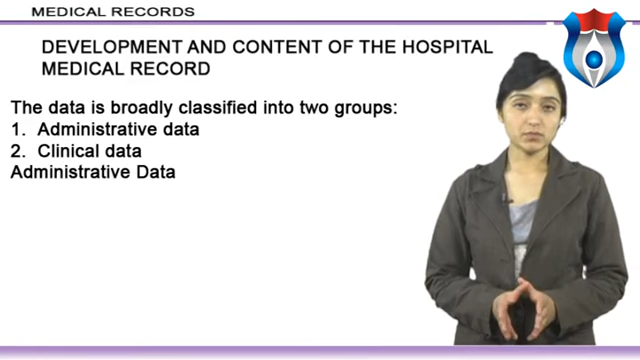 MEDICAL RECORDS
DEVELOPMENT AND CONTENT OF THE HOSPITAL
MEDICAL RECORD
The data is broadly classified into two groups:
1. Administrative data
2. Clinical data
Administrative Data